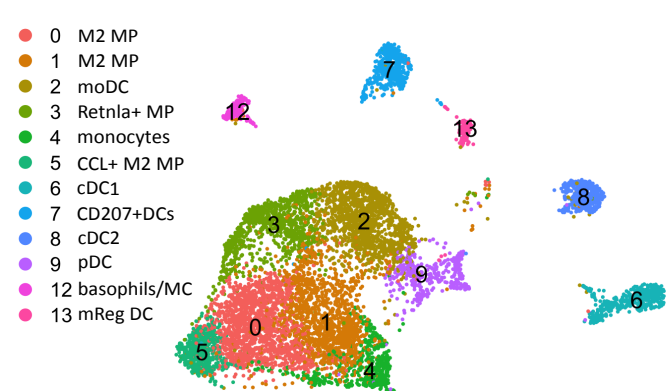 0 M2 MP
1 M2 MP
2 moDC
3 Retnla+ MP
4 monocytes
5 CCL+ M2 MP
6 cDC1
7 CD207+DCs
8 cDC2
9 pDC
12 basophils/MC
13 mReg DC
7
12
13
8
3
2
9
6
0
1
5
4